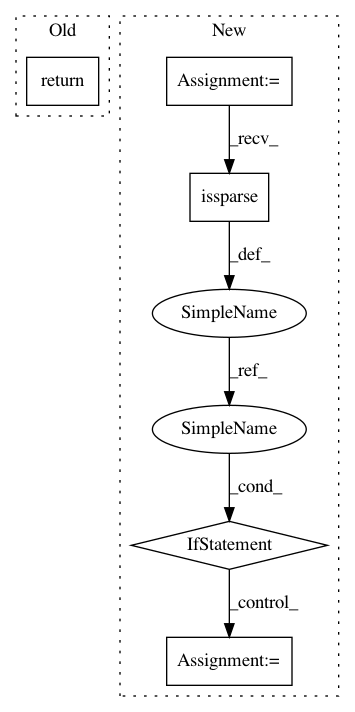 Old
New
return
Assignment:=
_recv_
issparse
_def_
SimpleName
_ref_
SimpleName
_cond_
IfStatement
_control_
Assignment:=